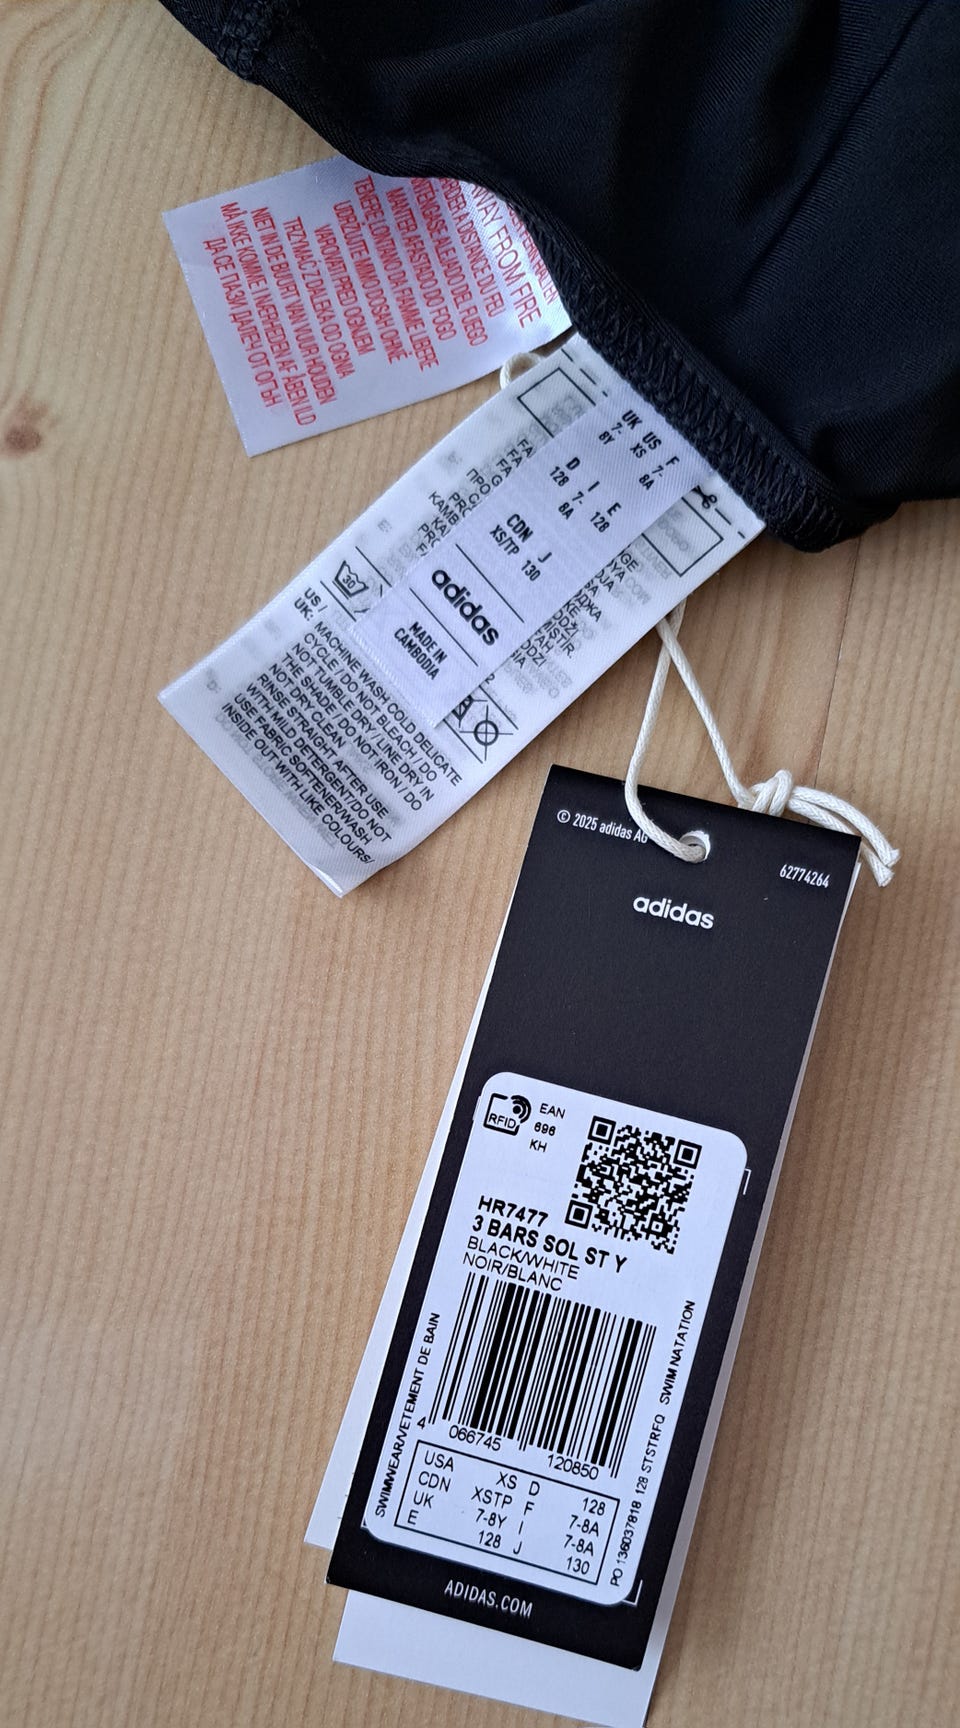 WAY FROM FIRE
ARDER A DISTANCE DU FEU
ANTENGASE ALEJADO DEL FUEGO
MANTER AFASTADO DO FOGO
TENERE LONTANO DA FIAMME LIBERE
UDRŽUJTE MIMO DOSAH OHNĚ
VAROVATI PRED OGNJEM
TRZYMAĆ Z DALEKA OD OGNIA
NIET IN DE BUURT VAN VUUR HOUDEN
MÅ IKKE KOMME I NÆRHEDEN AF ÅBEN ILD
ДА СЕ ПАЗИ ДАЛЕЧ ОТ ОГЪН
UK US F
7-8Y XS 7-8A
D I E
128 7-8A 128
CDN J
XS/TP 130
adidas
MADE IN
CAMBODIA
30
US /
UK: MACHINE WASH COLD DELICATE
CYCLE / DO NOT BLEACH / DO
NOT TUMBLE DRY / LINE DRY IN
THE SHADE / DO NOT IRON / DO
NOT DRY CLEAN
RINSE STRAIGHT AFTER USE
WITH MILD DETERGENT/DO NOT
USE FABRIC SOFTENER/WASH
INSIDE OUT WITH LIKE COLOURS/
© 2025 adidas AG
62774264
adidas
RFID
EAN
696
KH
HR7477
3 BARS SOL ST Y
BLACK/WHITE
NOIR/BLANC
4 066745 120850
SWIMWEAR/VETEMENT DE BAIN
PO 136037818 128 STSTRFQ SWIM NATATION
USA XS D 128
CDN XSTP F 7-8A
UK 7-8Y I 7-8A
E 128 J 130
ADIDAS.COM